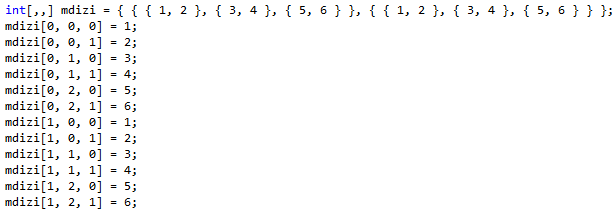 int[,,] mdizi = { { { 1, 2 }, { 3, 4 }, { 5, 6 } }, { { 1, 2 }, { 3, 4 }, { 5, 6 } } };
mdizi[0, 0, 0] = 1;
mdizi[0, 0, 1] = 2;
mdizi[0, 1, 0] = 3;
mdizi[0, 1, 1] = 4;
mdizi[0, 2, 0] = 5;
mdizi[0, 2, 1] = 6;
mdizi[1, 0, 0] = 1;
mdizi[1, 0, 1] = 2;
mdizi[1, 1, 0] = 3;
mdizi[1, 1, 1] = 4;
mdizi[1, 2, 0] = 5;
mdizi[1, 2, 1] = 6;